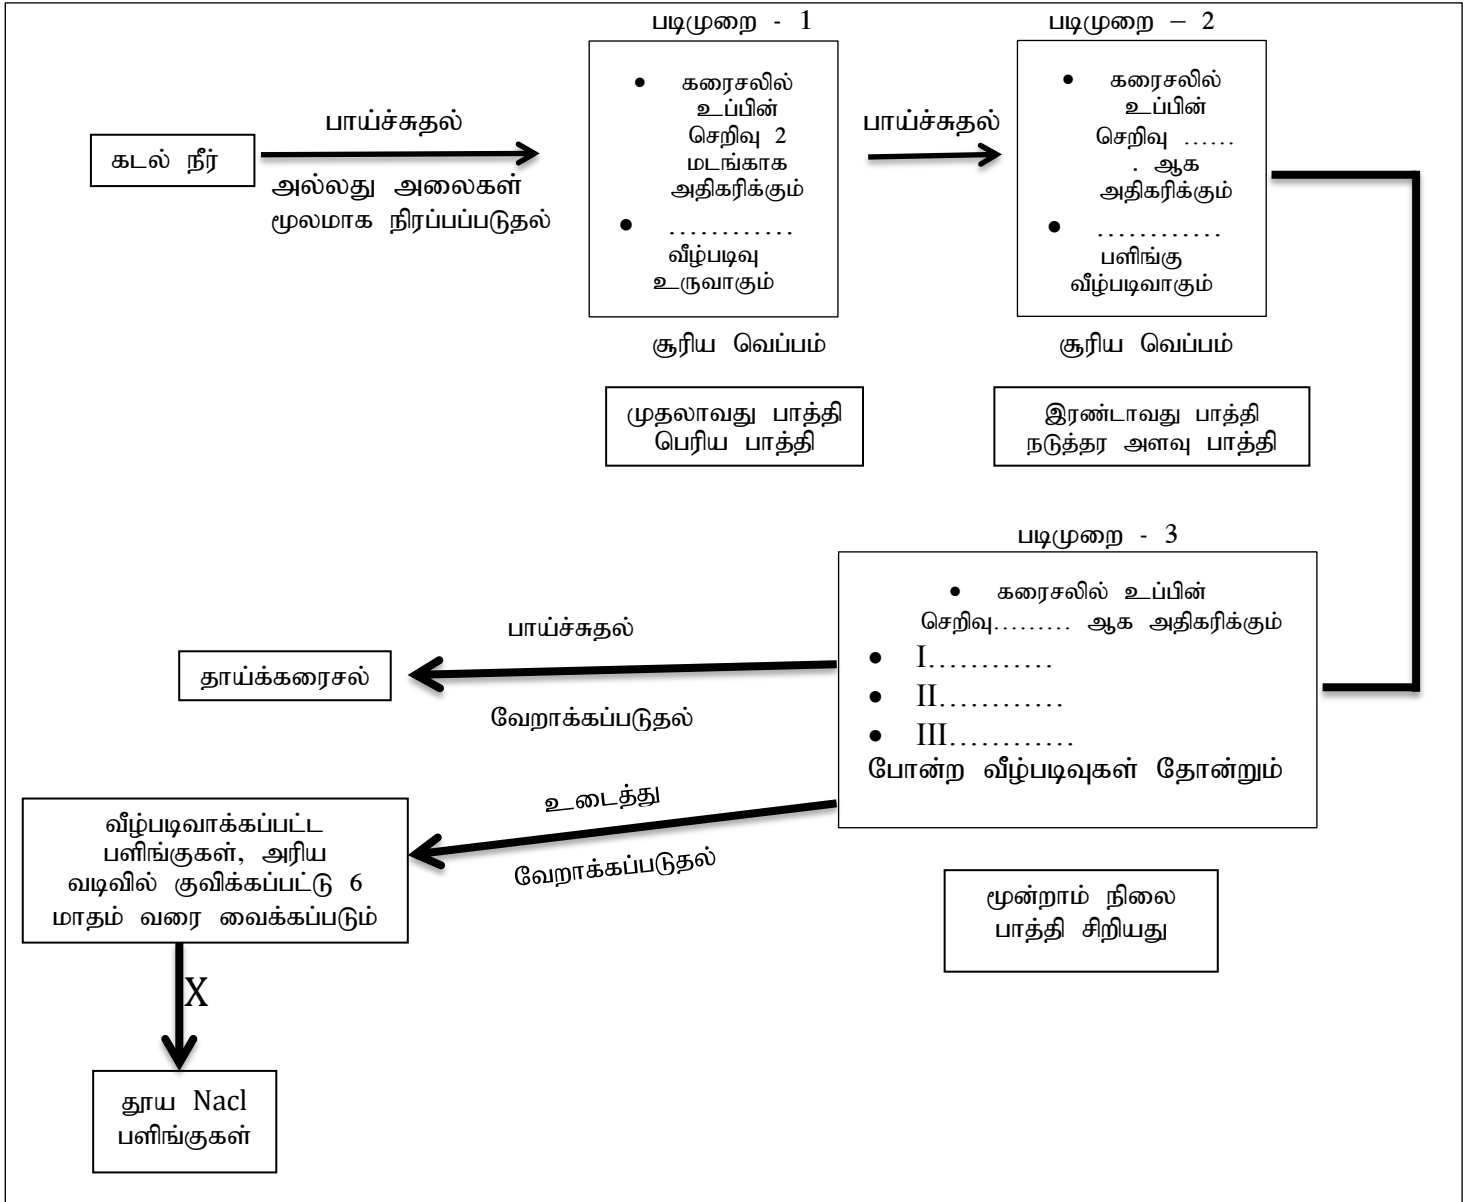 படிமுறை - 1
படிமுறை – 2
கடல் நீர்
பாய்ச்சுதல்
அல்லது அலைகள்
மூலமாக நிரப்பப்படுதல்
• கரைசலில்
உப்பின்
செறிவு 2
மடங்காக
அதிகரிக்கும்
• ............
வீழ்படிவு
உருவாகும்
பாய்ச்சுதல்
• கரைசலில்
உப்பின்
செறிவு ......
. ஆக
அதிகரிக்கும்
• ............
பளிங்கு
வீழ்படிவாகும்
சூரிய வெப்பம்
சூரிய வெப்பம்
முதலாவது பாத்தி
பெரிய பாத்தி
இரண்டாவது பாத்தி
நடுத்தர அளவு பாத்தி
படிமுறை - 3
• கரைசலில் உப்பின்
செறிவு......... ஆக அதிகரிக்கும்
• I............
• II............
• III............
போன்ற வீழ்படிவுகள் தோன்றும்
பாய்ச்சுதல்
தாய்க்கரைசல்
வேறாக்கப்படுதல்
உடைத்து
வேறாக்கப்படுதல்
வீழ்படிவாக்கப்பட்ட
பளிங்குகள், அரிய
வடிவில் குவிக்கப்பட்டு 6
மாதம் வரை வைக்கப்படும்
மூன்றாம் நிலை
பாத்தி சிறியது
X
தூய Nacl
பளிங்குகள்